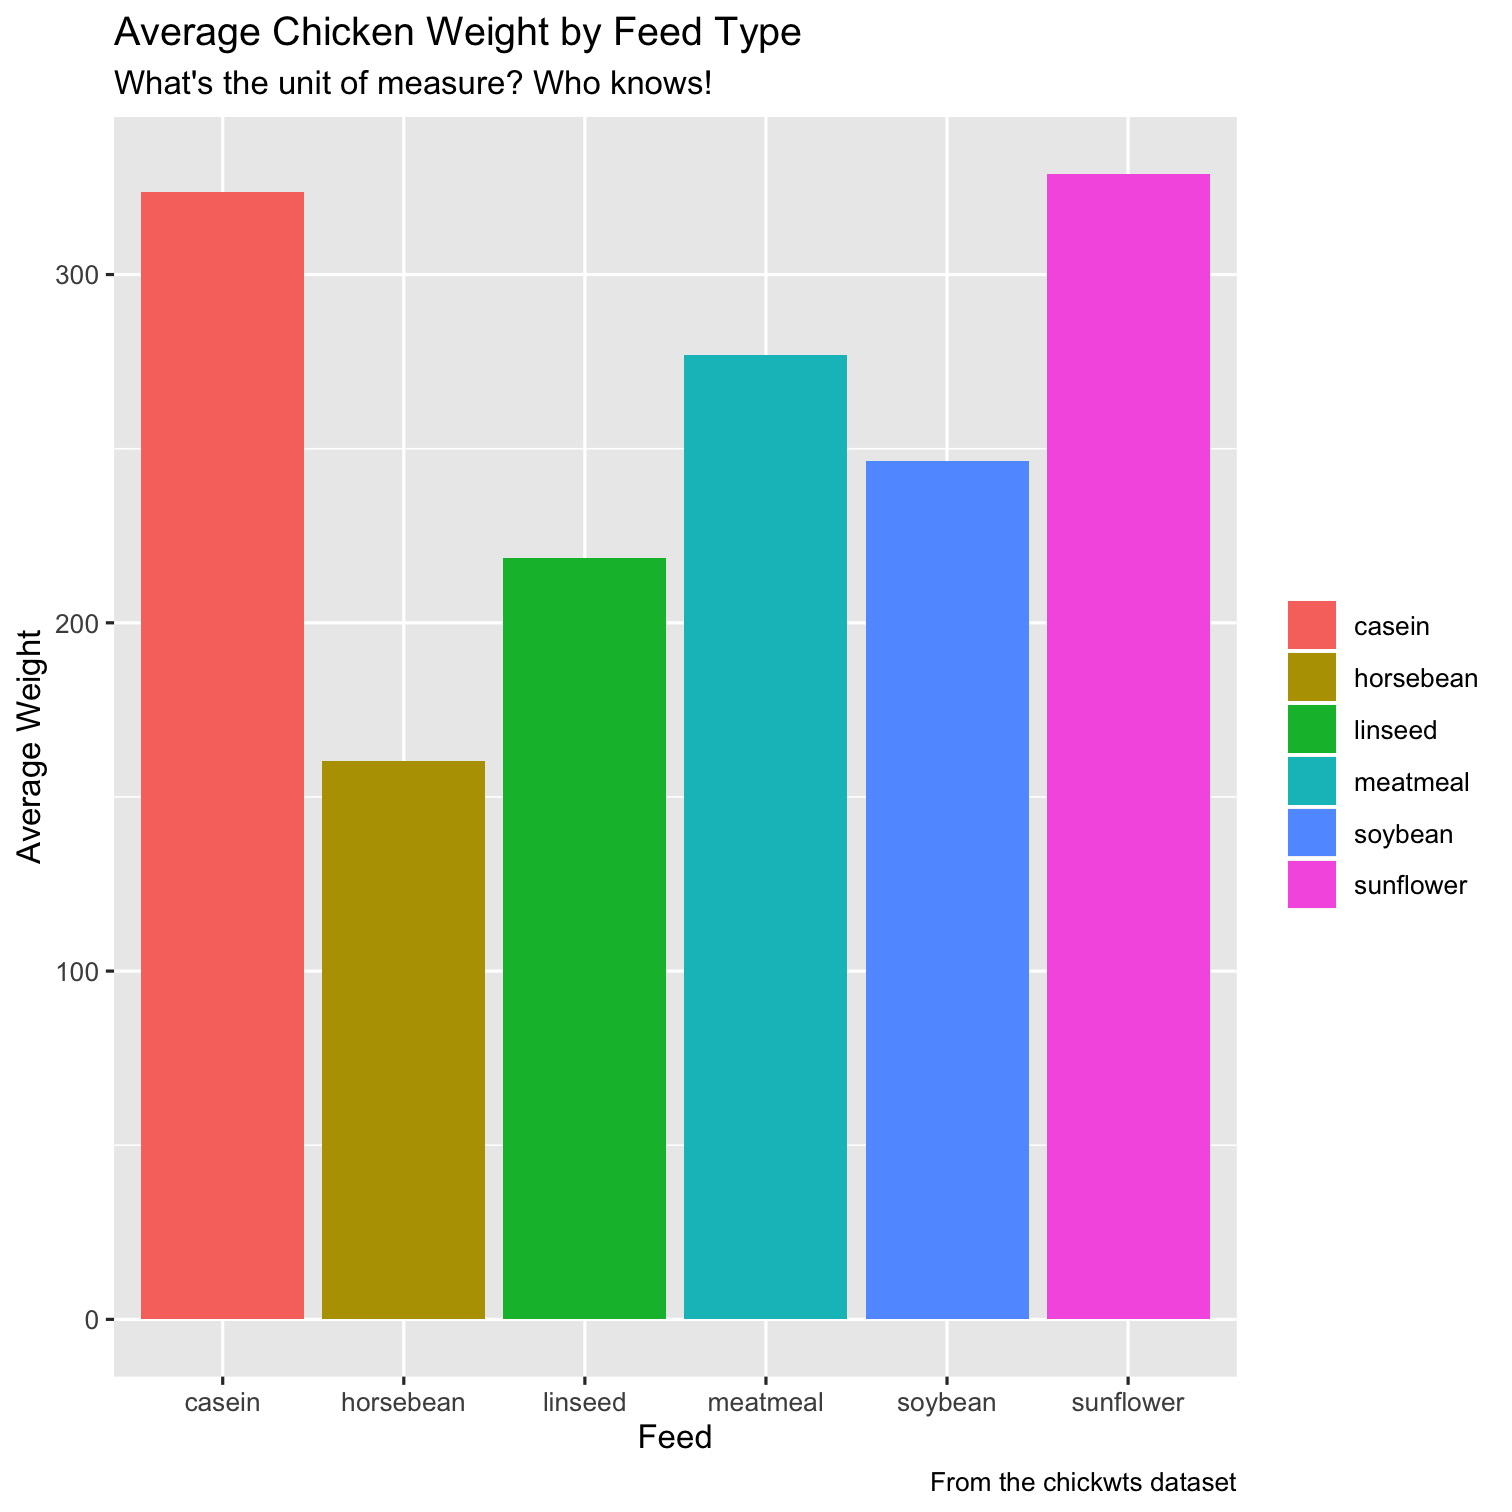 Average Chicken Weight by Feed Type
What's the unit of measure? Who knows!
Average Weight
300
200
100
0
casein
horsebean
linseed
meatmeal
soybean
sunflower
Feed
casein
horsebean
linseed
meatmeal
soybean
sunflower
From the chickwts dataset